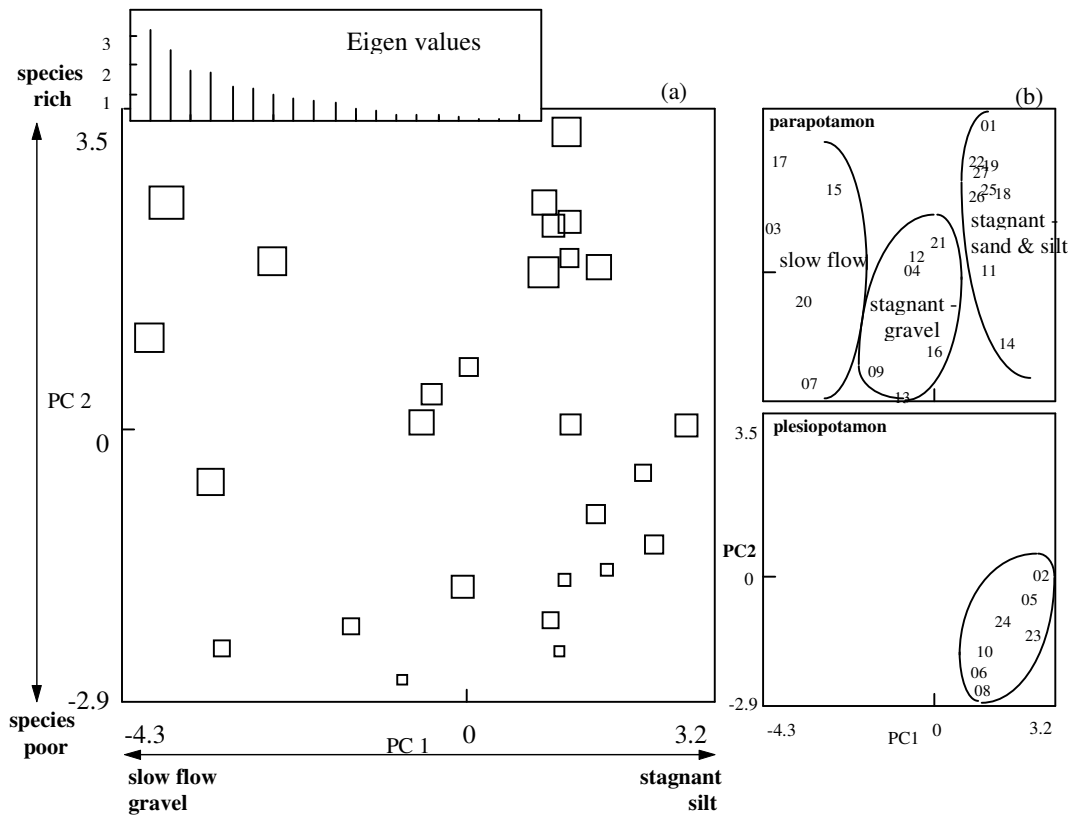 Eigen values
3
2
1
species
rich
(a)
3.5
PC 2
0
-2.9
species
poor
-4.3
PC 1
0
3.2
slow flow
gravel
stagnant
silt
(b)
parapotamon
01
17
22
19
27
15
25
26
18
03
stagnant -
sand & silt
21
12
slow flow
04
11
20
stagnant -
gravel
14
16
09
07
13
plesiopotamon
3.5
PC2
0
02
05
24
23
10
06
08
-2.9
-4.3
PC1
0
3.2